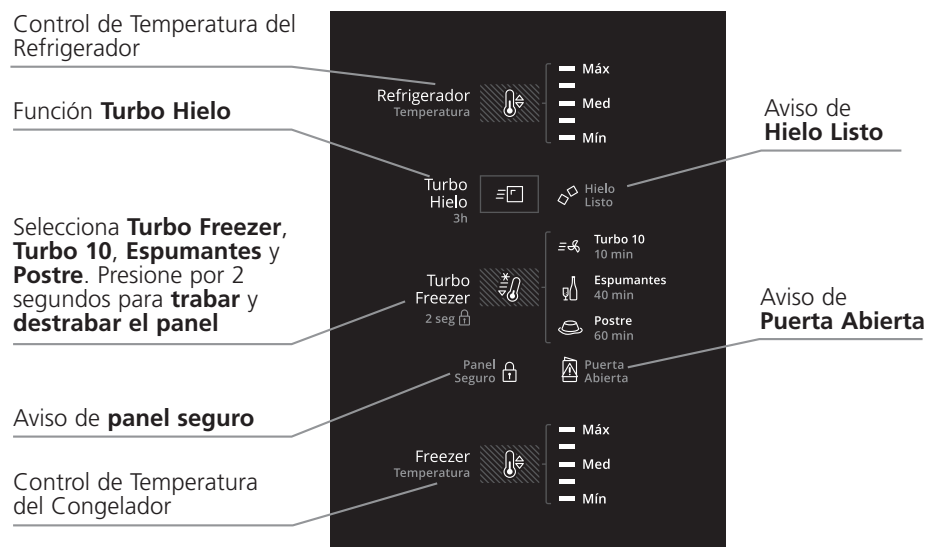 Control de Temperatura del
Refrigerador
Función Turbo Hielo
Selecciona Turbo Freezer,
Turbo 10, Espumantes y
Postre. Presione por 2
segundos para trabar y
destrabar el panel
Aviso de panel seguro
Control de Temperatura
del Congelador
Refrigerador
Temperatura
Máx
Med
Mín
Turbo
Hielo
3h
Hielo
Listo
Turbo
Freezer
2 seg
Turbo 10
10 min
Espumantes
40 min
Postre
60 min
Panel
Seguro
Puerta
Abierta
Freezer
Temperatura
Máx
Med
Mín
Aviso de
Hielo Listo
Aviso de
Puerta Abierta